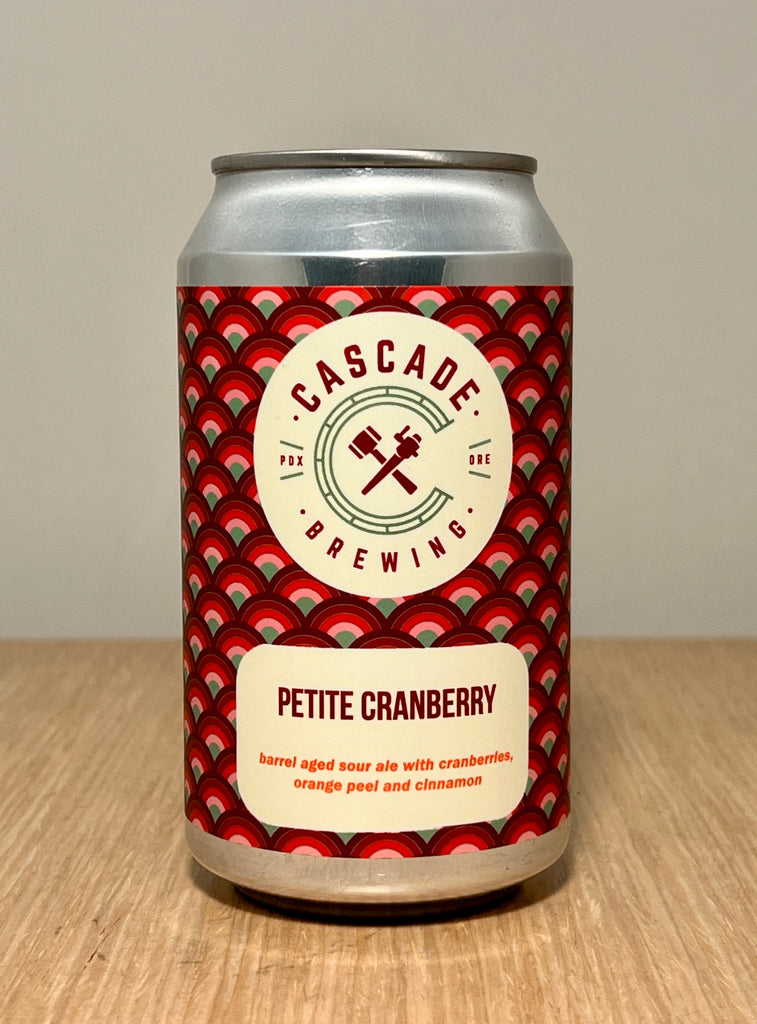 CASCADE
PDX
ORE
BREWING
PETITE CRANBERRY
barrel aged sour ale with cranberries,
orange peel and cinnamon